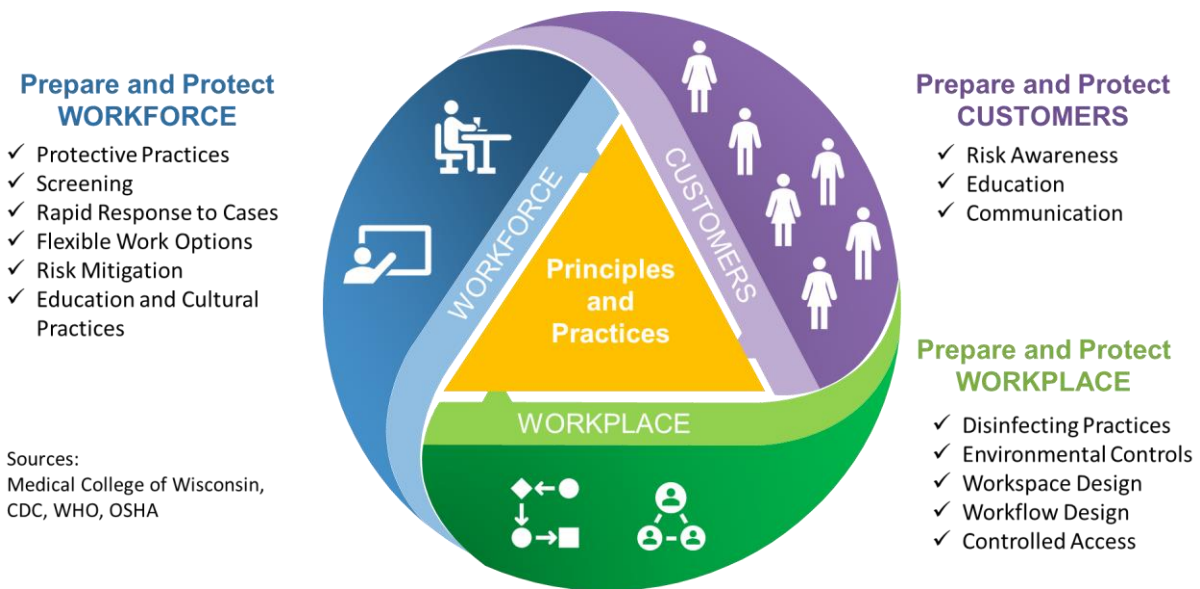 Prepare and Protect
WORKFORCE
✓ Protective Practices
✓ Screening
✓ Rapid Response to Cases
✓ Flexible Work Options
✓ Risk Mitigation
✓ Education and Cultural
Practices
Sources:
Medical College of Wisconsin,
CDC, WHO, OSHA
WORKFORCE
CUSTOMERS
Principles
and
Practices
WORKPLACE
Prepare and Protect
CUSTOMERS
✓ Risk Awareness
✓ Education
✓ Communication
Prepare and Protect
WORKPLACE
✓ Disinfecting Practices
✓ Environmental Controls
✓ Workspace Design
✓ Workflow Design
✓ Controlled Access